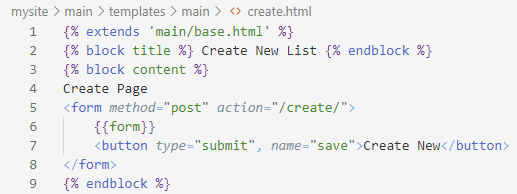 mysite > main > templates > main > <> create.html
1 {% extends 'main/base.html' %}
2 {% block title %} Create New List {% endblock %}
3 {% block content %}
4 Create Page
5 <form method="post" action="/create/">
6 {{form}}
7 <button type="submit", name="save">Create New</button>
8 </form>
9 {% endblock %}